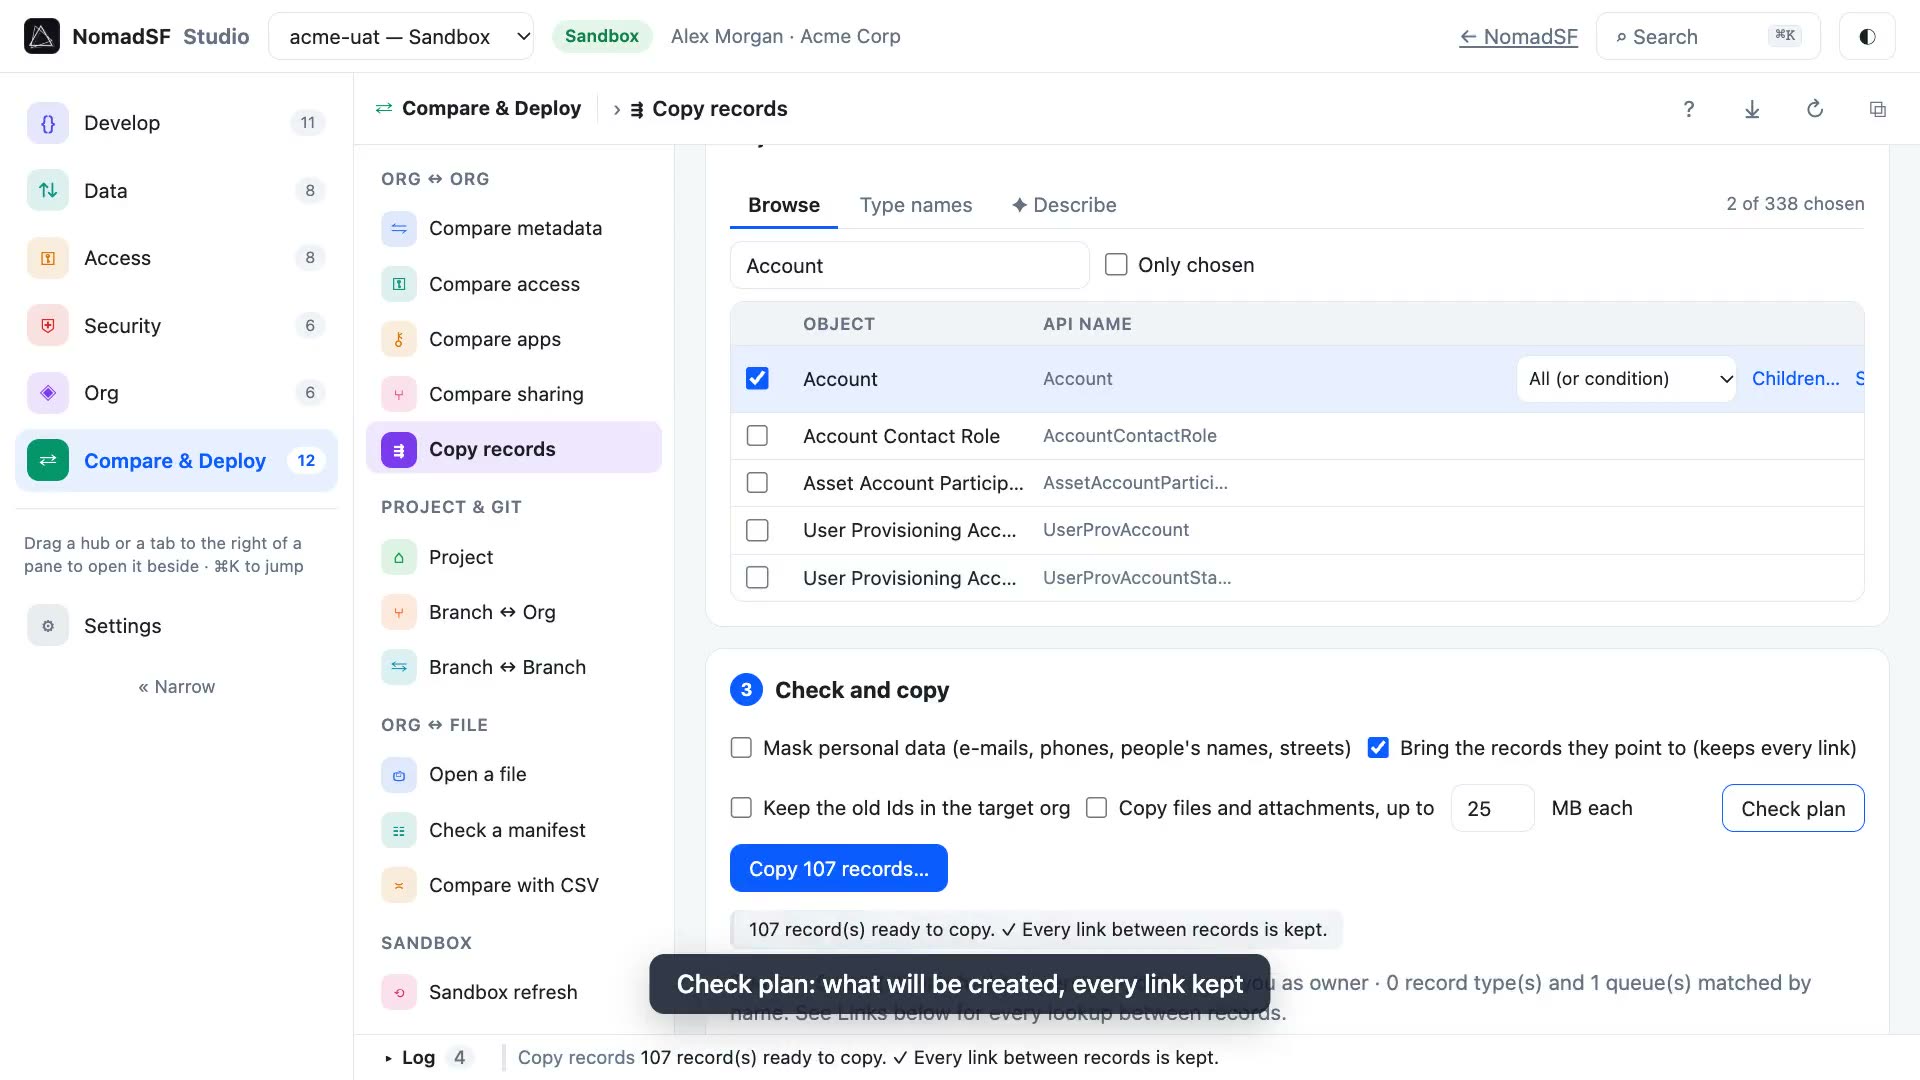 NomadSF Studio
acme-uat — Sandbox
Sandbox
Alex Morgan · Acme Corp
← NomadSF
Search
⌘K
Develop 11
Data 8
Access 8
Security 6
Org 6
Compare & Deploy 12
Drag a hub or a tab to the right of a
pane to open it beside · ⌘K to jump
Settings
« Narrow
Compare & Deploy › Copy records
?
ORG ↔ ORG
Compare metadata
Compare access
Compare apps
Compare sharing
Copy records
PROJECT & GIT
Project
Branch ↔ Org
Branch ↔ Branch
ORG ↔ FILE
Open a file
Check a manifest
Compare with CSV
SANDBOX
Sandbox refresh
Browse
Type names
✦ Describe
2 of 338 chosen
Account
Only chosen
OBJECT API NAME
Account Account All (or condition) Children...
Account Contact Role AccountContactRole
Asset Account Particip... AssetAccountPartici...
User Provisioning Acc... UserProvAccount
User Provisioning Acc... UserProvAccountSta...
3 Check and copy
Mask personal data (e-mails, phones, people's names, streets)
Bring the records they point to (keeps every link)
Keep the old Ids in the target org
Copy files and attachments, up to 25 MB each
Check plan
Copy 107 records...
107 record(s) ready to copy. ✓ Every link between records is kept.
Check plan: what will be created, every link kept
as owner · 0 record type(s) and 1 queue(s) matched by
name. See Links below for every lookup between records.
▸ Log 4
Copy records 107 record(s) ready to copy. ✓ Every link between records is kept.